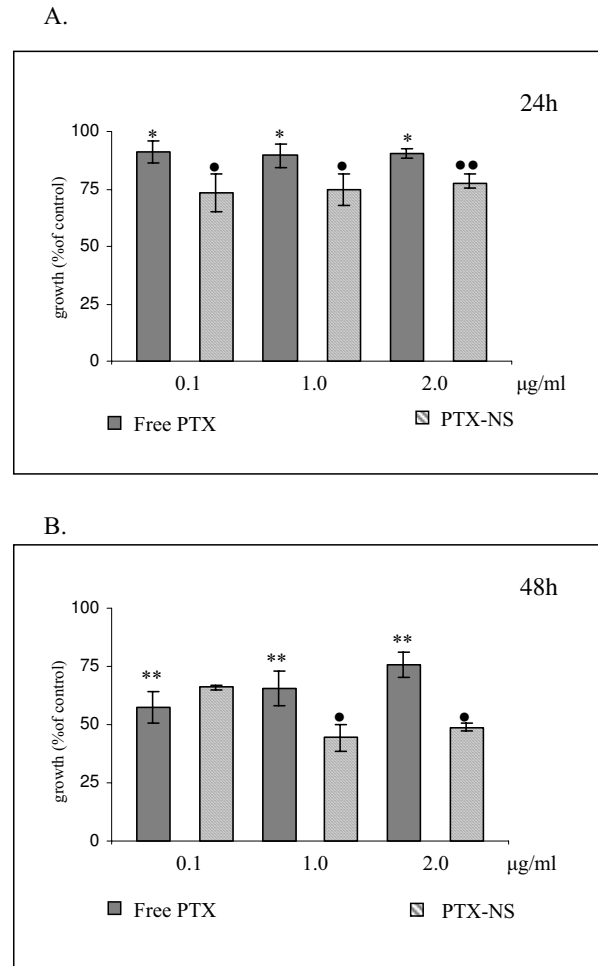 A.
24h
* * *
● ● ●●
100
75
50
25
0
growth (%of control)
0.1 1.0 2.0 µg/ml
Free PTX PTX-NS
B.
48h
** ** **
● ●
100
75
50
25
0
growth (%of control)
0.1 1.0 2.0 µg/ml
Free PTX PTX-NS